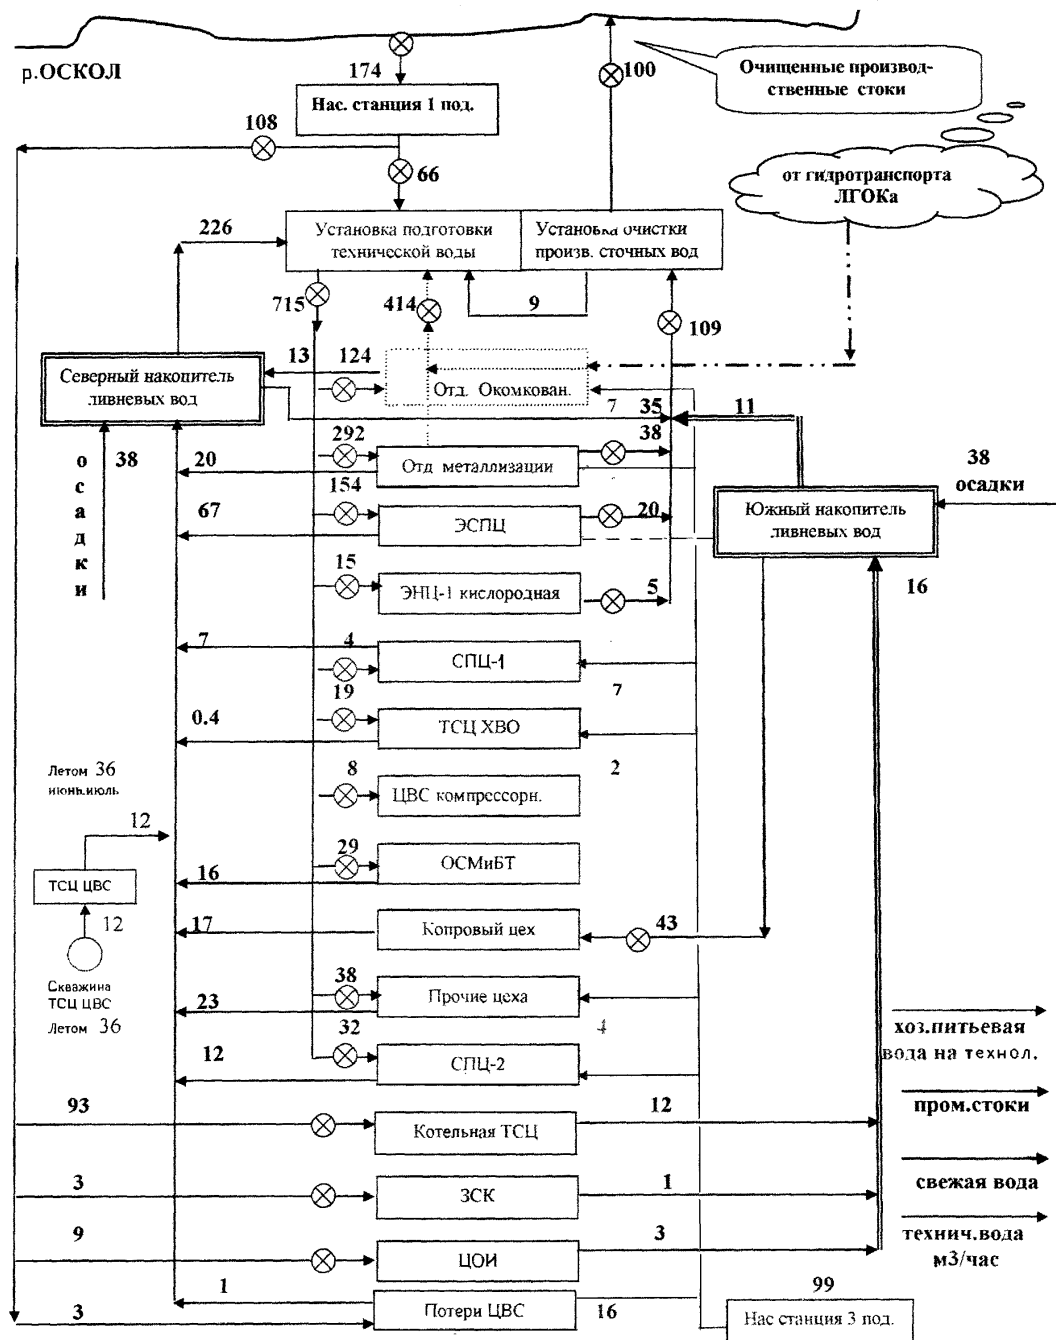 р.ОСКОЛ
174
Нас. станция 1 под.
100
Очищенные производ-
ственные стоки
108
66
от гидротранспорта
ЛГОКа
226
Установка подготовки
технической воды
Установка очистки
произв. сточных вод
715
414
9
109
Северный накопитель
ливневых вод
13
124
Отд. Окомкован.
7
35
11
осадки
38
292
38
20
Отд металлизации
38
осадки
154
67
ЭСПЦ
20
Южный накопитель
ливневых вод
15
ЭНЦ-1 кислородная
5
16
7
4
СПЦ-1
7
19
0.4
ТСЦ ХВО
2
Летом 36
июнь.июль
8
ЦВС компрессорн.
12
29
ОСМиБТ
16
ТСЦ ЦВС
12
17
Копровый цех
43
Скважина
ТСЦ ЦВС
Летом 36
38
23
Прочие цеха
4
32
12
СПЦ-2
хоз.питьевая
вода на технол.
93
Котельная ТСЦ
12
пром.стоки
3
ЗСК
1
свежая вода
9
ЦОИ
3
технич.вода
м3/час
1
3
Потери ЦВС
16
99
Нас станция 3 под.